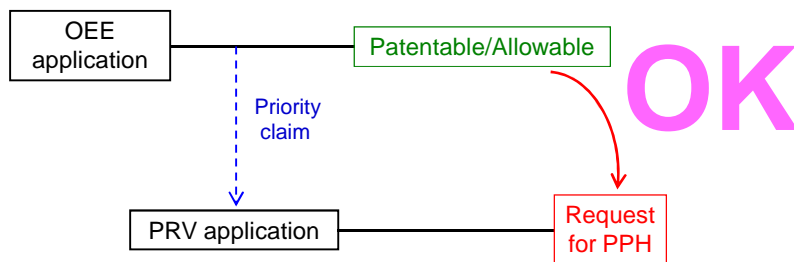 OEE
application
Patentable/Allowable
OK
Priority
claim
PRV application
Request
for PPH